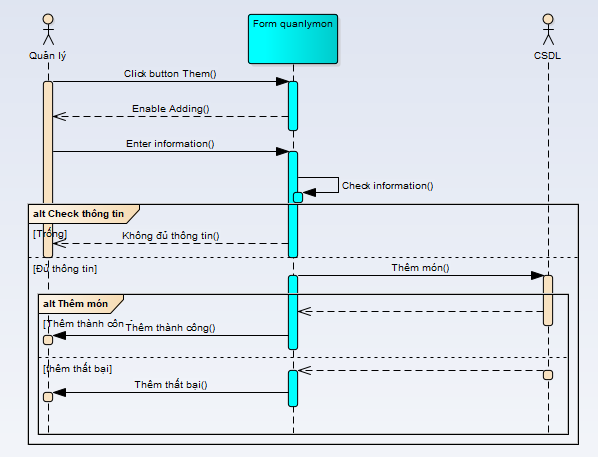 Form quanlymon
Quản lý
CSDL
Click button Them()
Enable Adding()
Enter information()
Check information()
alt Check thông tin
[Trống]
Không đủ thông tin()
[Đủ thông tin]
Thêm món()
alt Thêm món
[Thêm thành côn
Thêm thành công()
[thêm thất bại]
Thêm thất bại()